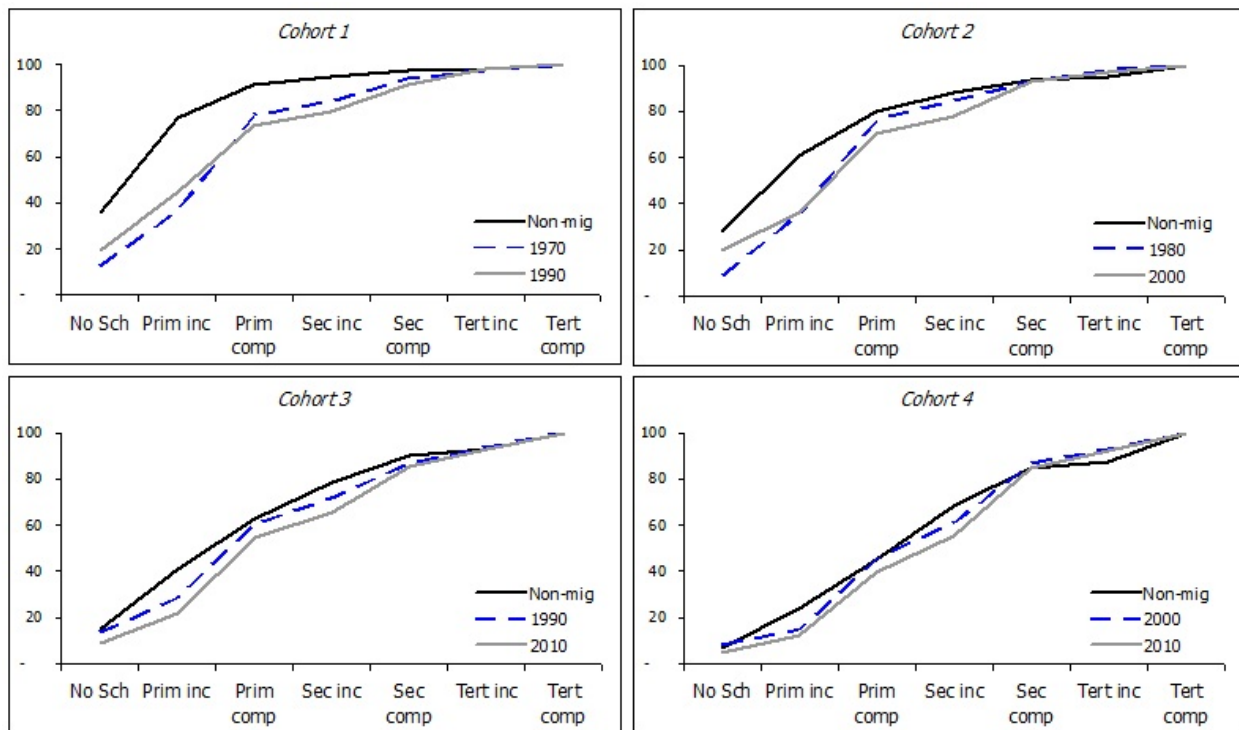 Cohort 1
100
80
60
40
20
-
Non-mig
1970
1990
No Sch Prim inc Prim comp Sec inc Sec comp Tert inc Tert comp
Cohort 2
100
80
60
40
20
-
Non-mig
1980
2000
No Sch Prim inc Prim comp Sec inc Sec comp Tert inc Tert comp
Cohort 3
100
80
60
40
20
-
Non-mig
1990
2010
No Sch Prim inc Prim comp Sec inc Sec comp Tert inc Tert comp
Cohort 4
100
80
60
40
20
-
Non-mig
2000
2010
No Sch Prim inc Prim comp Sec inc Sec comp Tert inc Tert comp